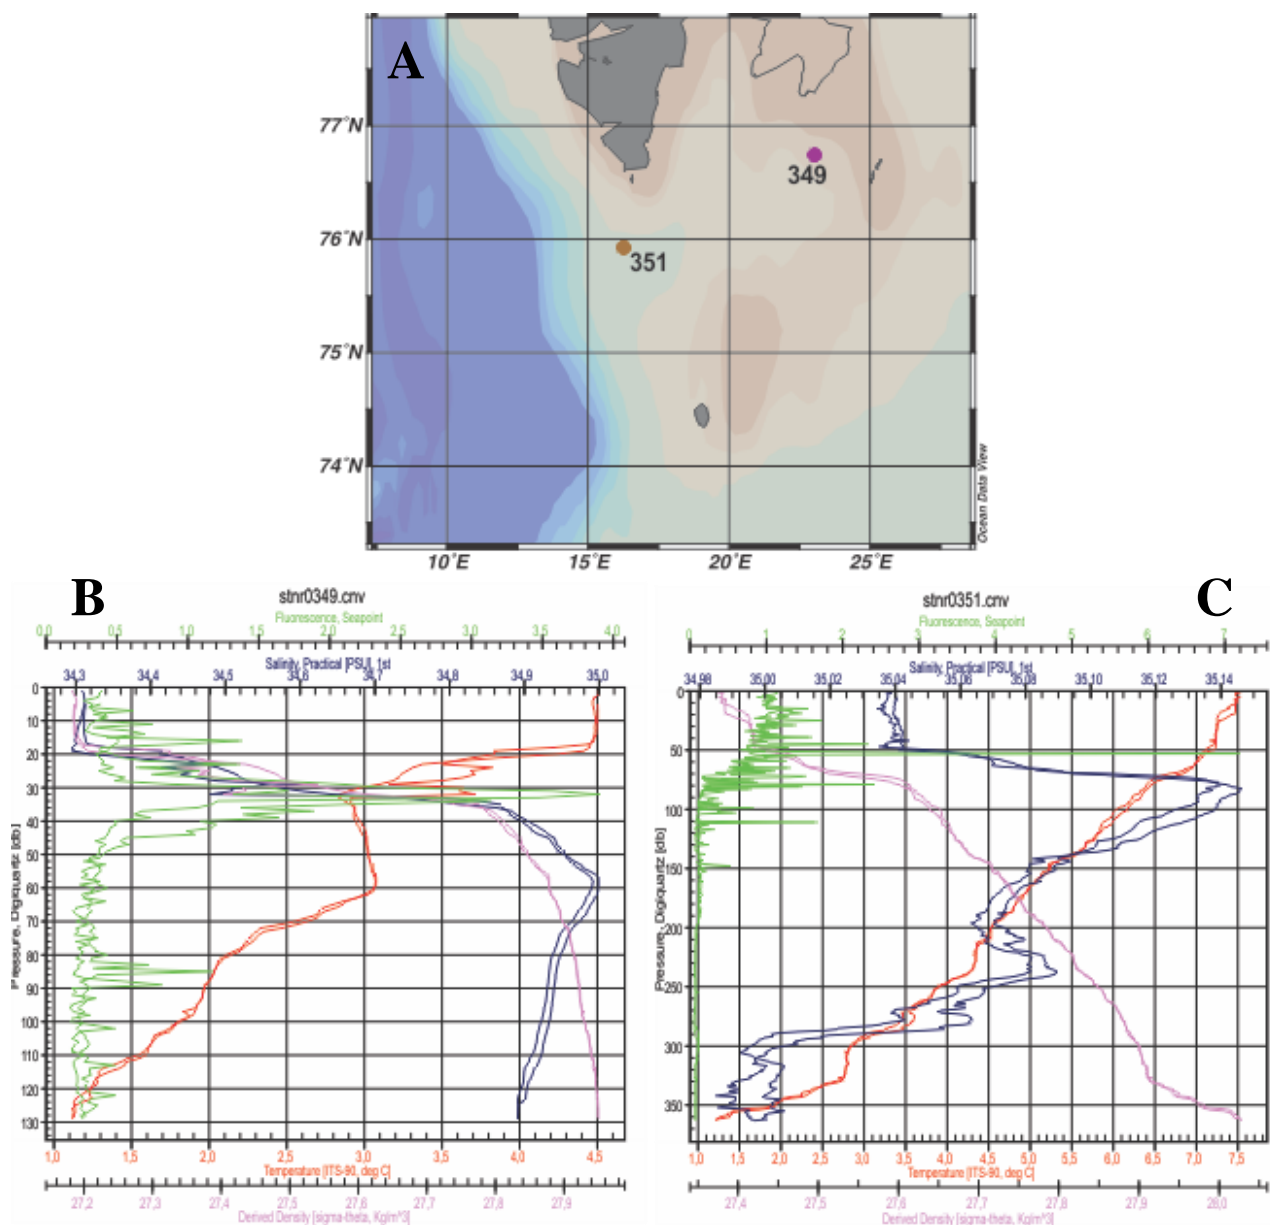 A
77°N
349
76°N
351
75°N
74°N
Ocean Data View
10°E 15°E 20°E 25°E
B
stnr0349.cnv
Fluorescence, Seapoint
0,0 0,5 1,0 1,5 2,0 2,5 3,0 3,5 4,0
Salinity, Practical [PSU], 1st
34,3 34,4 34,5 34,6 34,7 34,8 34,9 35,0
0
10
20
30
40
50
60
70
80
90
100
110
120
130
Pressure, Digiquartz [db]
1,0 1,5 2,0 2,5 3,0 3,5 4,0 4,5
Temperature [ITS-90, deg C]
27,2 27,3 27,4 27,5 27,6 27,7 27,8 27,9
Derived Density [sigma-theta, Kg/m^3]
C
stnr0351.cnv
Fluorescence, Seapoint
0 1 2 3 4 5 6 7
Salinity, Practical [PSU], 1st
34,98 35,00 35,02 35,04 35,06 35,08 35,10 35,12 35,14
0
50
100
150
200
250
300
350
Pressure, Digiquartz [db]
1,0 1,5 2,0 2,5 3,0 3,5 4,0 4,5 5,0 5,5 6,0 6,5 7,0 7,5
Temperature [ITS-90, deg C]
27,4 27,5 27,6 27,7 27,8 27,9 28,0
Derived Density [sigma-theta, Kg/m^3]